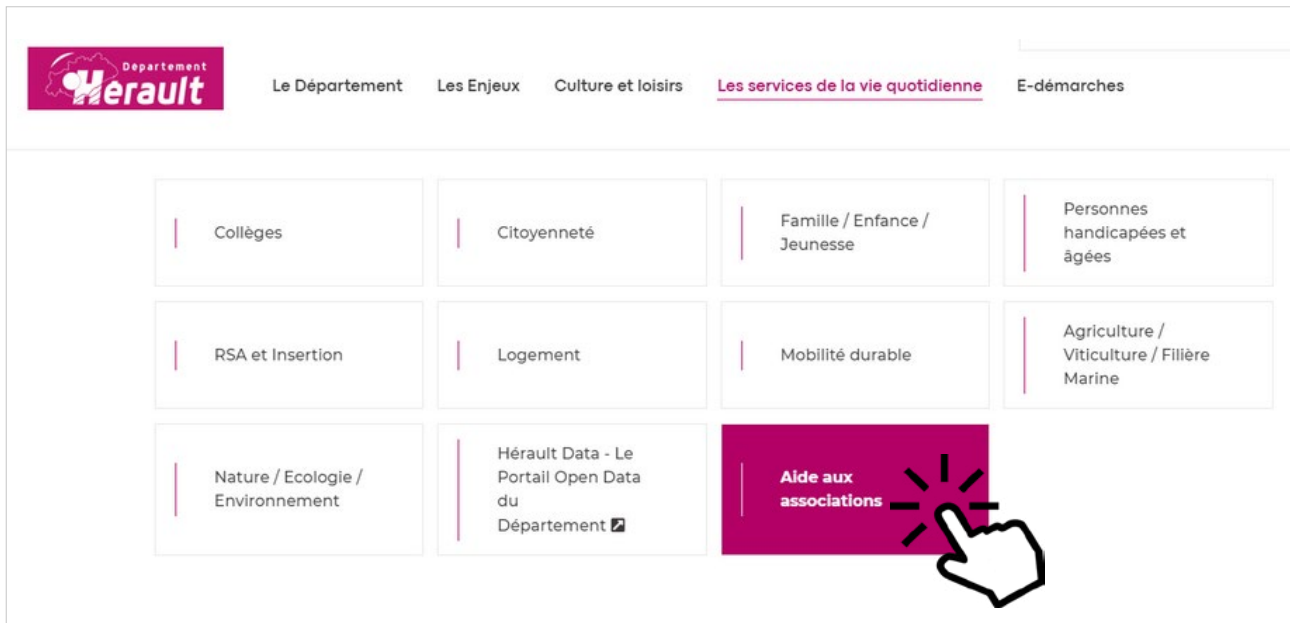 Département
Hérault
Le Département
Les Enjeux
Culture et loisirs
Les services de la vie quotidienne
E-démarches
Collèges
Citoyenneté
Famille / Enfance /
Jeunesse
Personnes
handicapées et
âgées
RSA et Insertion
Logement
Mobilité durable
Agriculture /
Viticulture / Filière
Marine
Nature / Ecologie /
Environnement
Hérault Data - Le
Portail Open Data
du
Département
Aide aux
associations